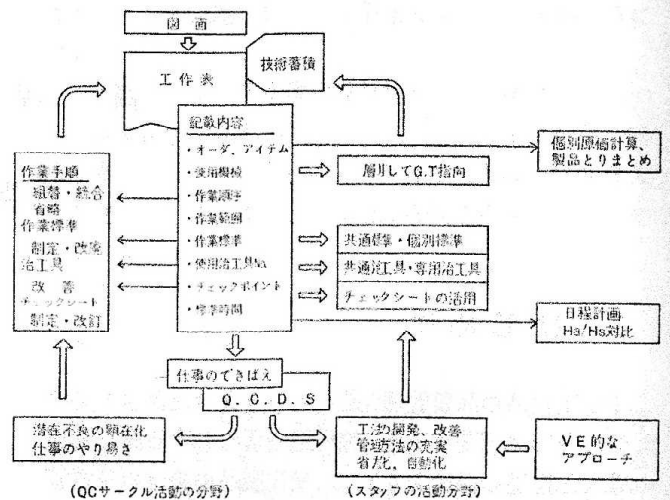 図画
工作表
技術蓄積
記載内容
・オーダ、アイテム
・使用機械
・作業順序
・作業範囲
・作業標準
・使用治工具No.
・チェックポイント
・標準時間
個別原価計算、
製品とりまとめ
層別してG.T指向
作業手順
組替・統合
省略
作業標準
制定・改廃
治工具
改善
チェックシート
制定・改訂
共通標準・個別標準
共通治工具・専用治工具
チェックシートの活用
日程計画
Ha/Hs対比
仕事のできばえ
Q.C.D.S
潜在不良の顕在化
仕事のやり易さ
工法の開発、改善
管理方法の充実
省力化、自動化
VE的な
アプローチ
(QCサークル活動の分野)
(スタッフの活動分野)